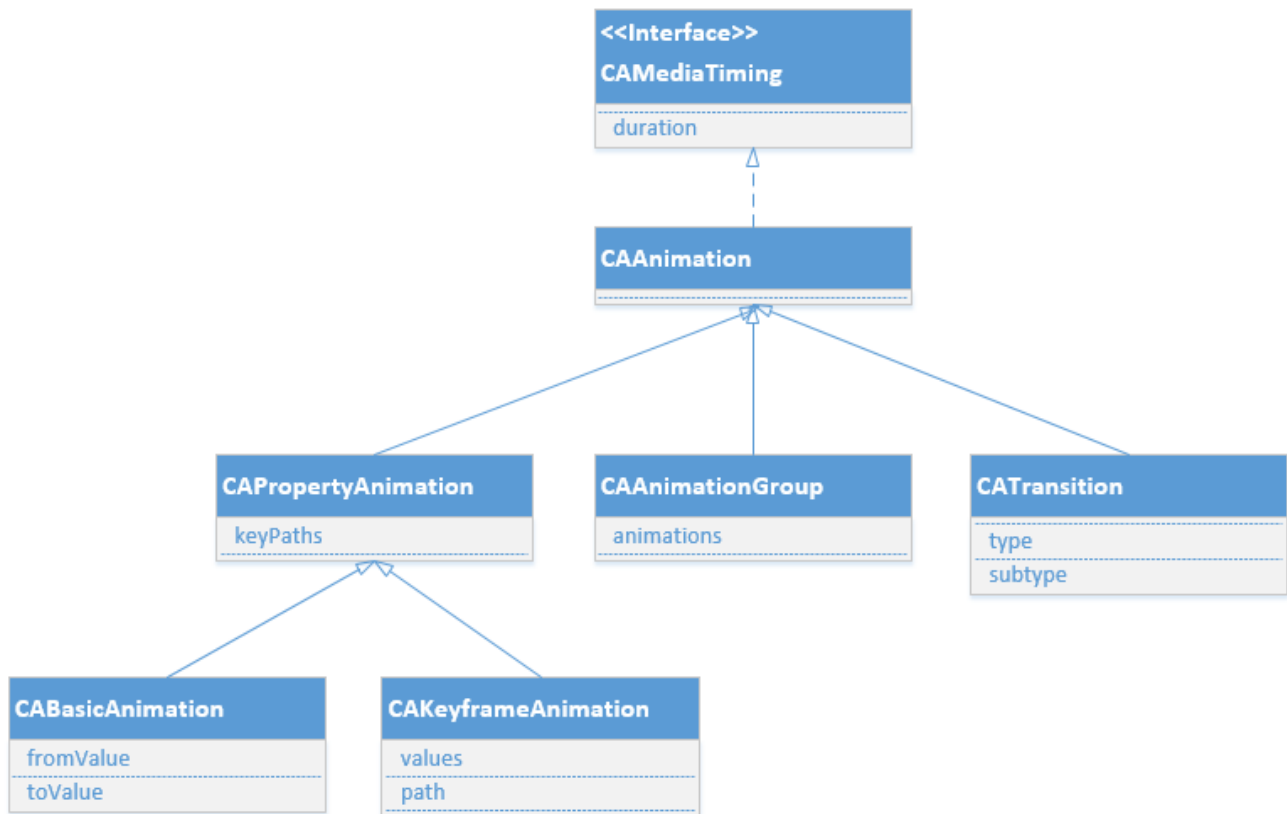 <<Interface>>
CAMediaTiming
duration
CAAnimation
CAPropertyAnimation
keyPaths
CAAnimationGroup
animations
CATransition
type
subtype
CABasicAnimation
fromValue
toValue
CAKeyframeAnimation
values
path